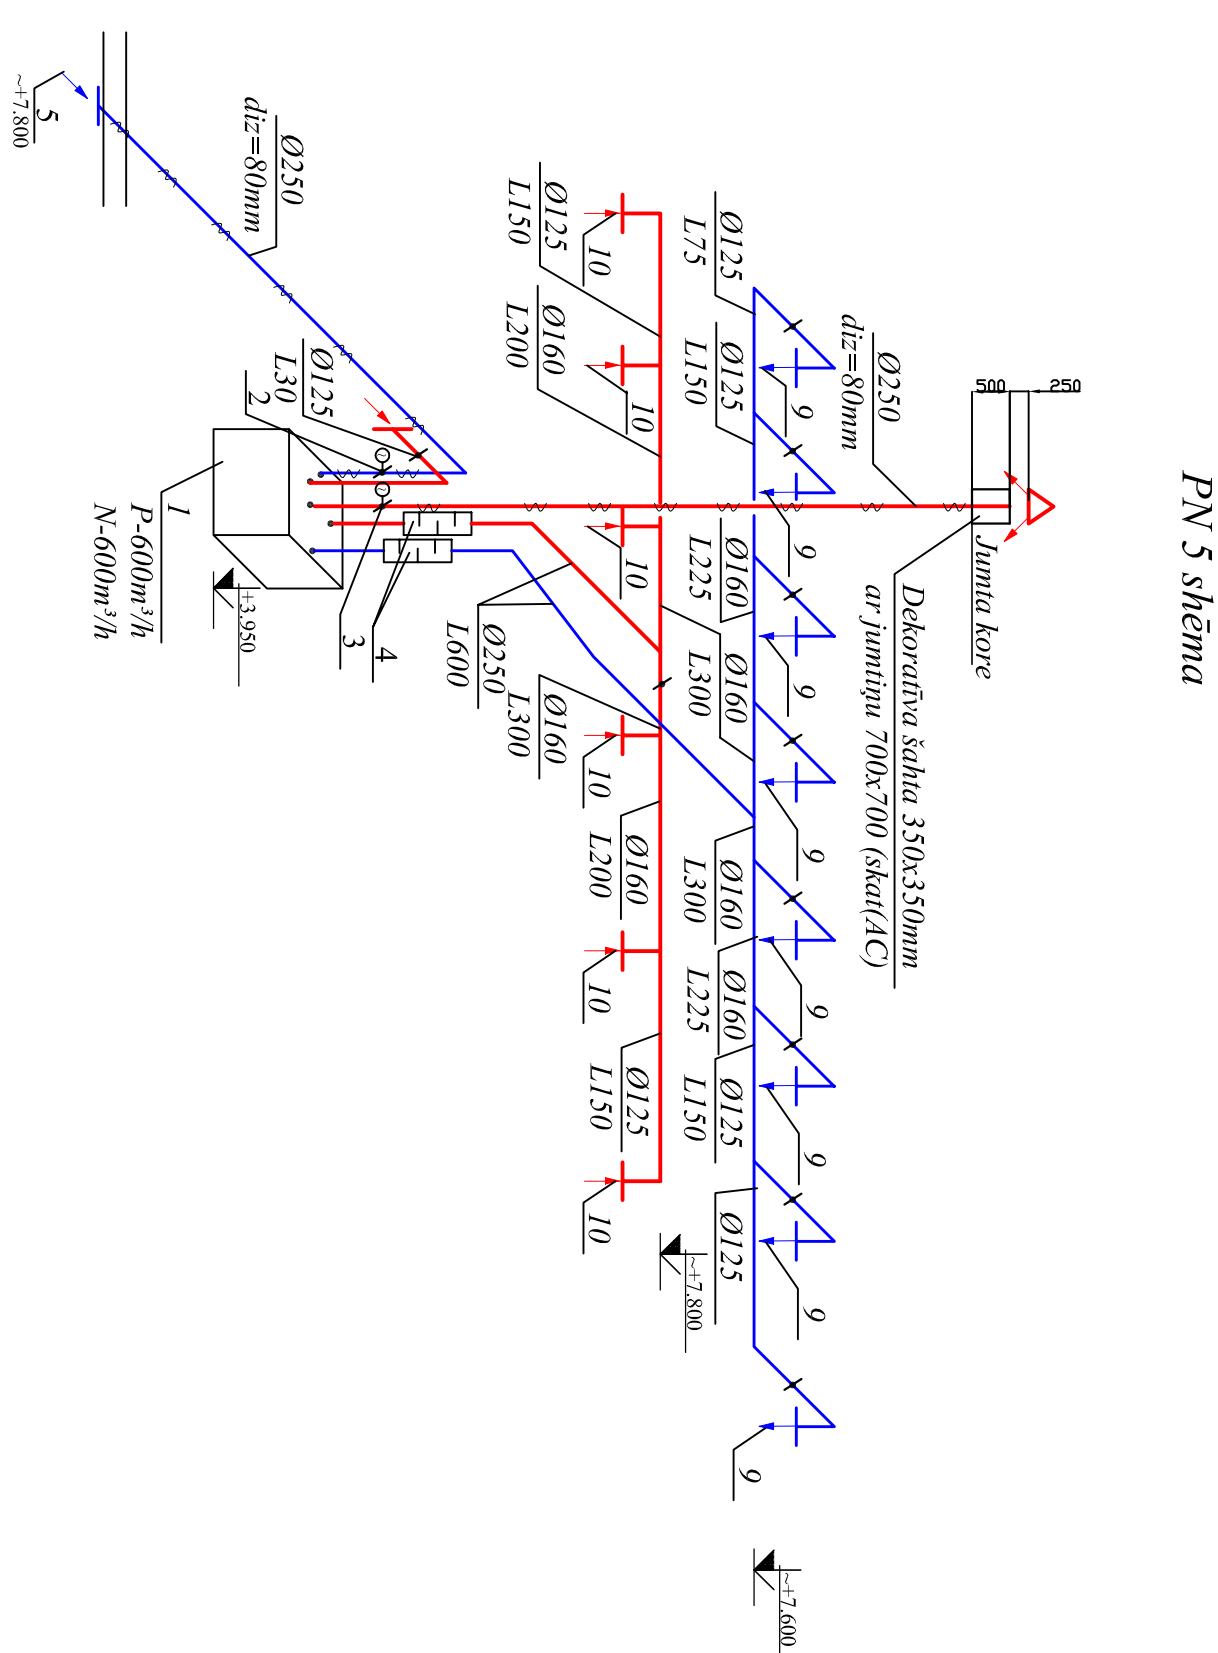 PN 5 shēma
500
250
Jumta kore
Dekoratīva šahta 350x350mm
ar jumtiņu 700x700 (skat(AC)
Ø250
diz=80mm
9
9
9
9
9
9
9
9
Ø125
L75
Ø125
L150
Ø160
L225
Ø160
L300
Ø160
L300
Ø160
L225
Ø125
L150
Ø125
~+7.600
~+7.800
Ø125
L150
Ø160
L200
10
10
10
10
10
10
Ø160
L300
Ø160
L200
Ø125
L150
Ø250
L600
Ø250
diz=80mm
Ø125
L30
2
3
4
5
~+7.800
+3.950
1
P-600m³/h
N-600m³/h